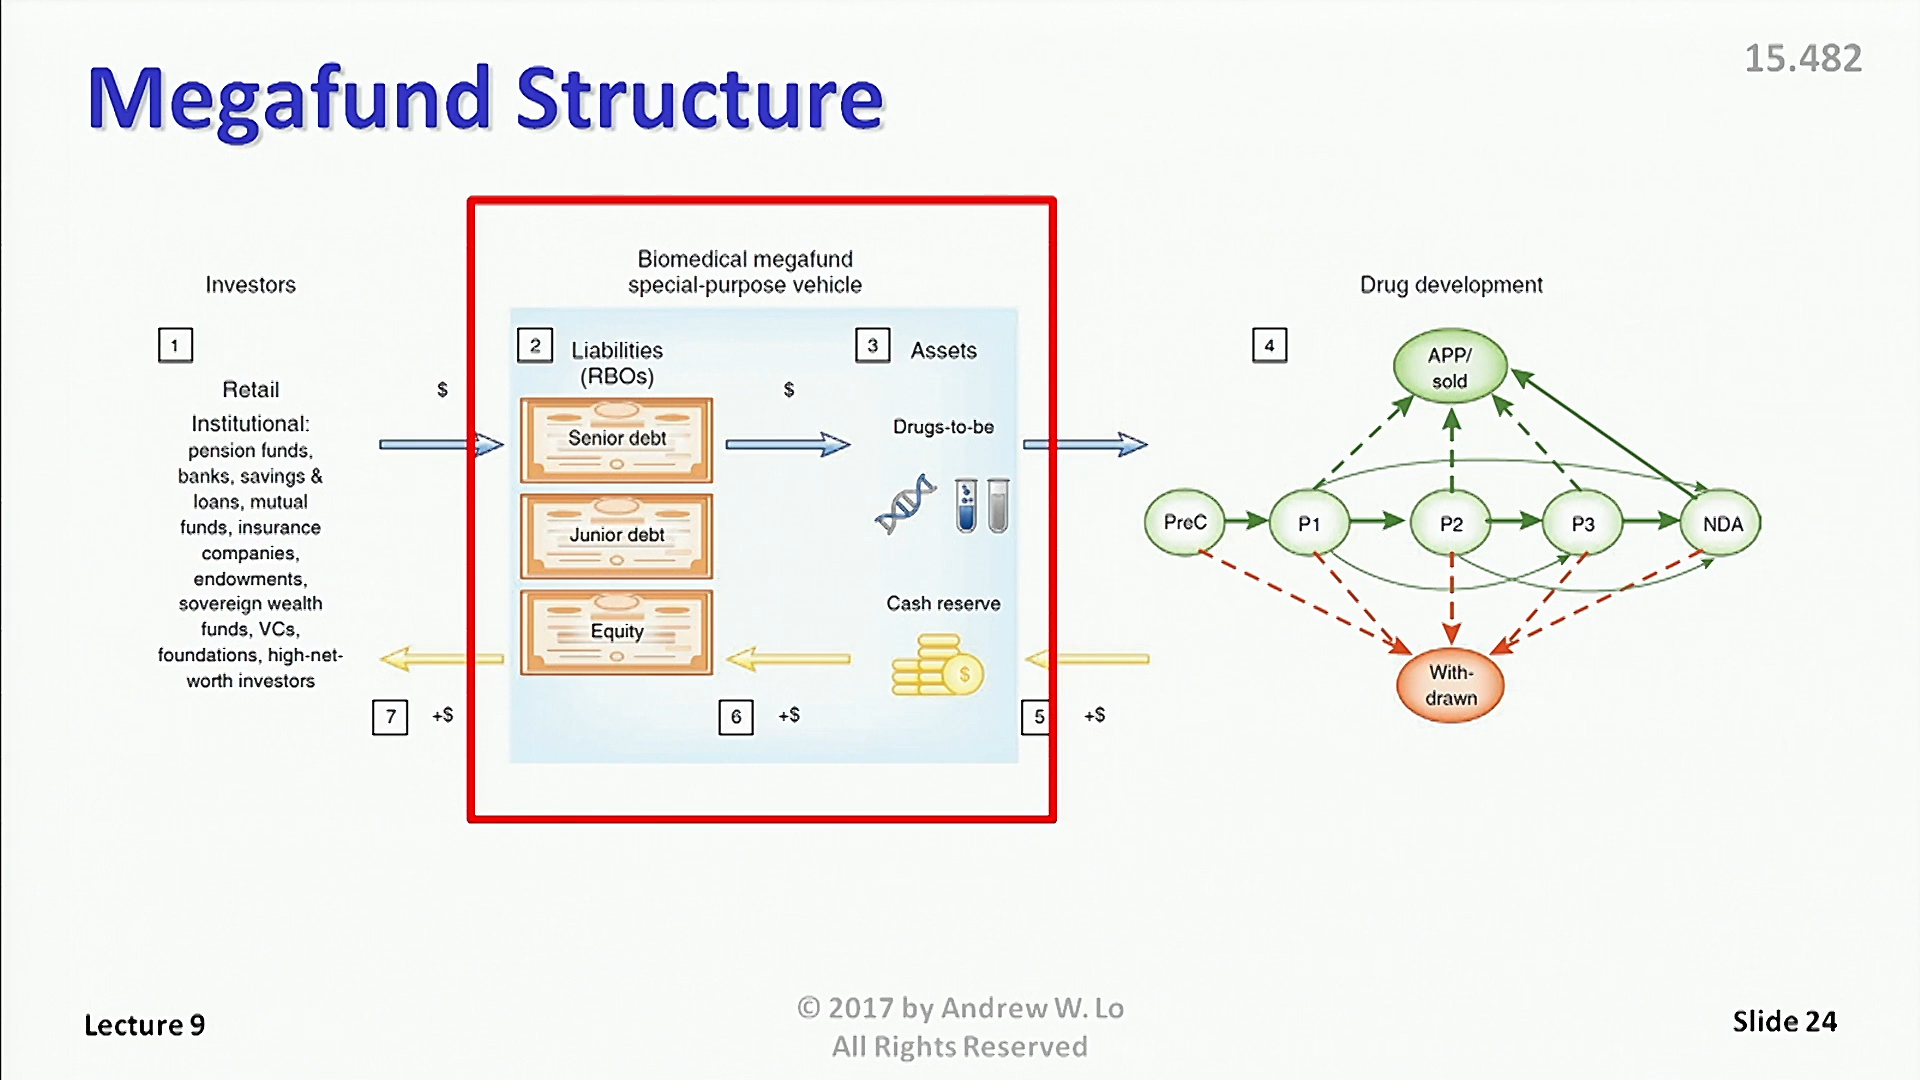 15.482
Megafund Structure
Investors
1
Retail
Institutional:
pension funds,
banks, savings &
loans, mutual
funds, insurance
companies,
endowments,
sovereign wealth
funds, VCs,
foundations, high-net-
worth investors
$
7
+$
Biomedical megafund
special-purpose vehicle
2
Liabilities
(RBOs)
Senior debt
Junior debt
Equity
$
6
+$
3
Assets
Drugs-to-be
Cash reserve
$
5
+$
Drug development
4
APP/
sold
PreC
P1
P2
P3
NDA
With-
drawn
Lecture 9
© 2017 by Andrew W. Lo
All Rights Reserved
Slide 24